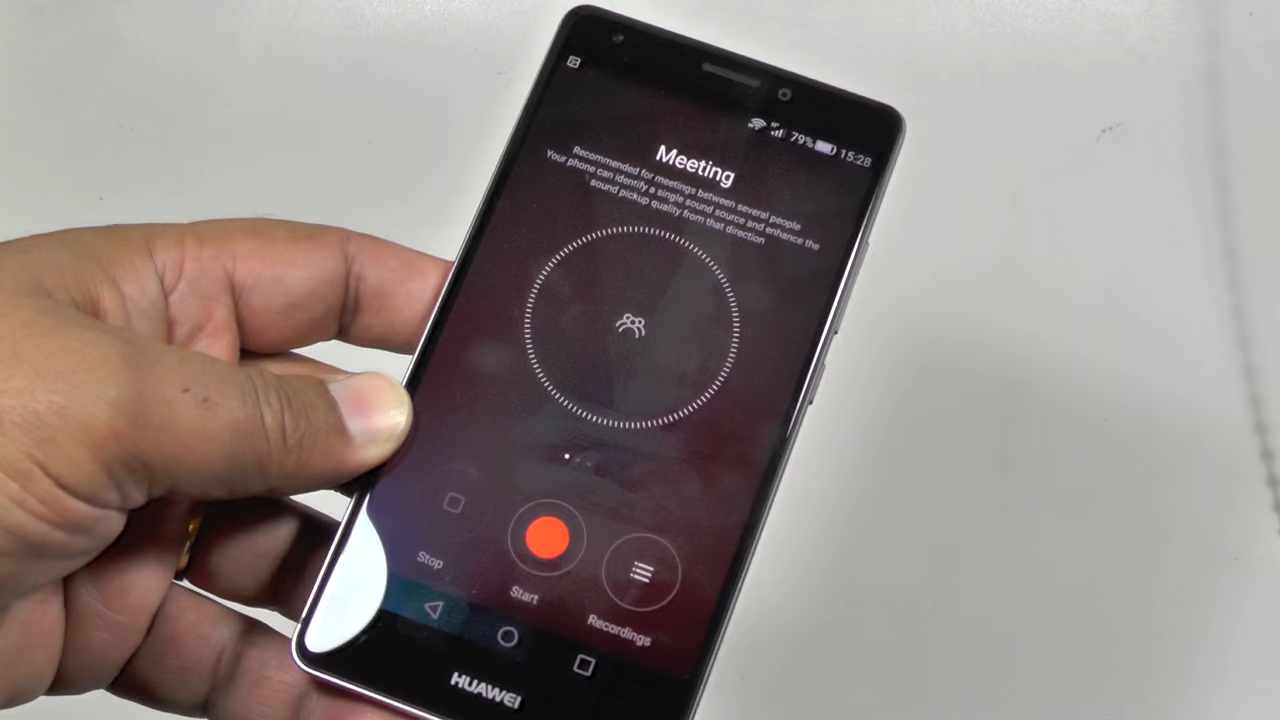 79% 15:28
Meeting
Recommended for meetings between several people
Your phone can identify a single sound source and enhance the
sound pickup quality from that direction
Stop
Start
Recordings
HUAWEI